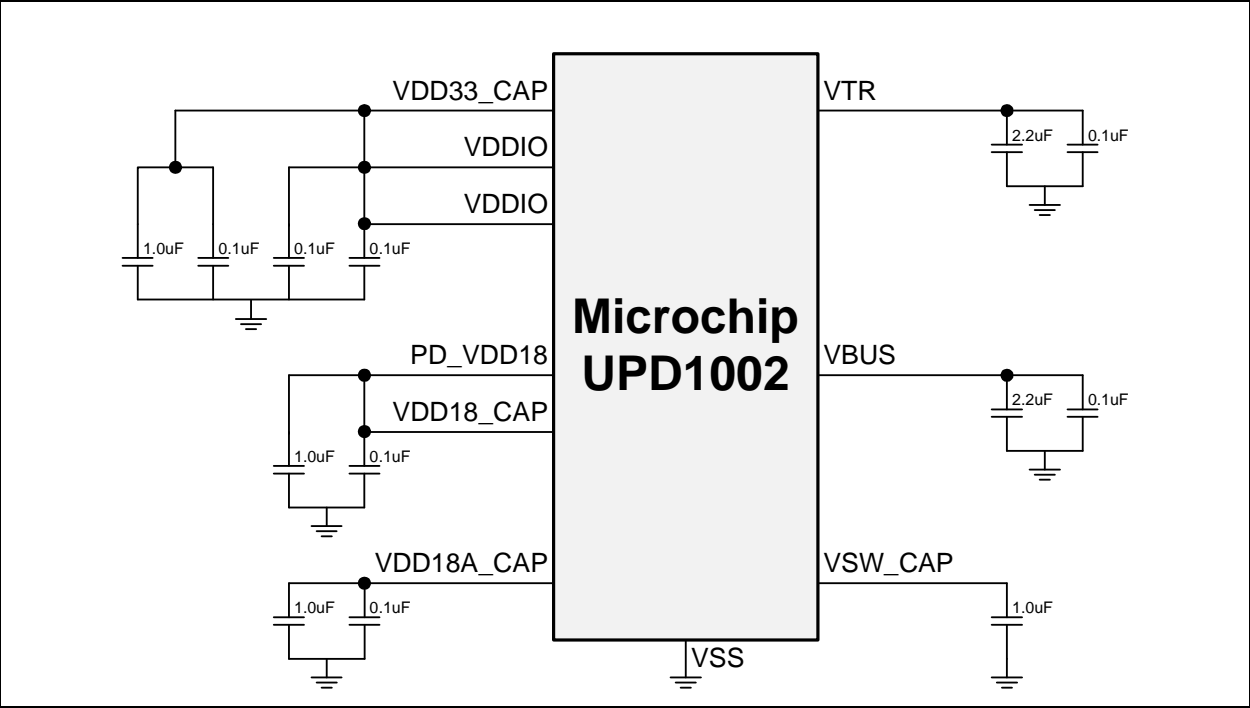 VDD33_CAP
VTR
2.2uF
0.1uF
VDDIO
VDDIO
1.0uF
0.1uF
0.1uF
0.1uF
Microchip
UPD1002
PD_VDD18
VBUS
2.2uF
0.1uF
VDD18_CAP
1.0uF
0.1uF
VDD18A_CAP
VSW_CAP
1.0uF
0.1uF
1.0uF
VSS